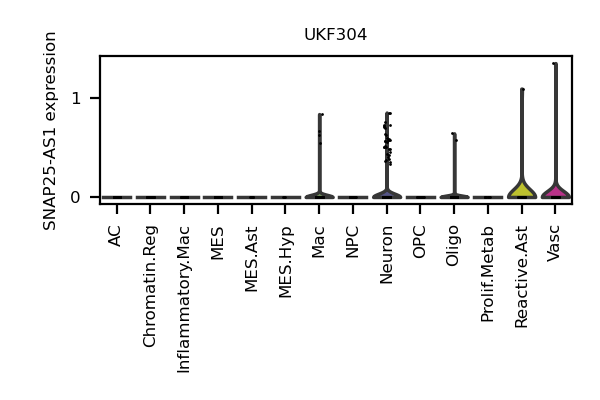 UKF304
SNAP25-AS1 expression
1
0
AC
Chromatin.Reg
Inflammatory.Mac
MES
MES.Ast
MES.Hyp
Mac
NPC
Neuron
OPC
Oligo
Prolif.Metab
Reactive.Ast
Vasc